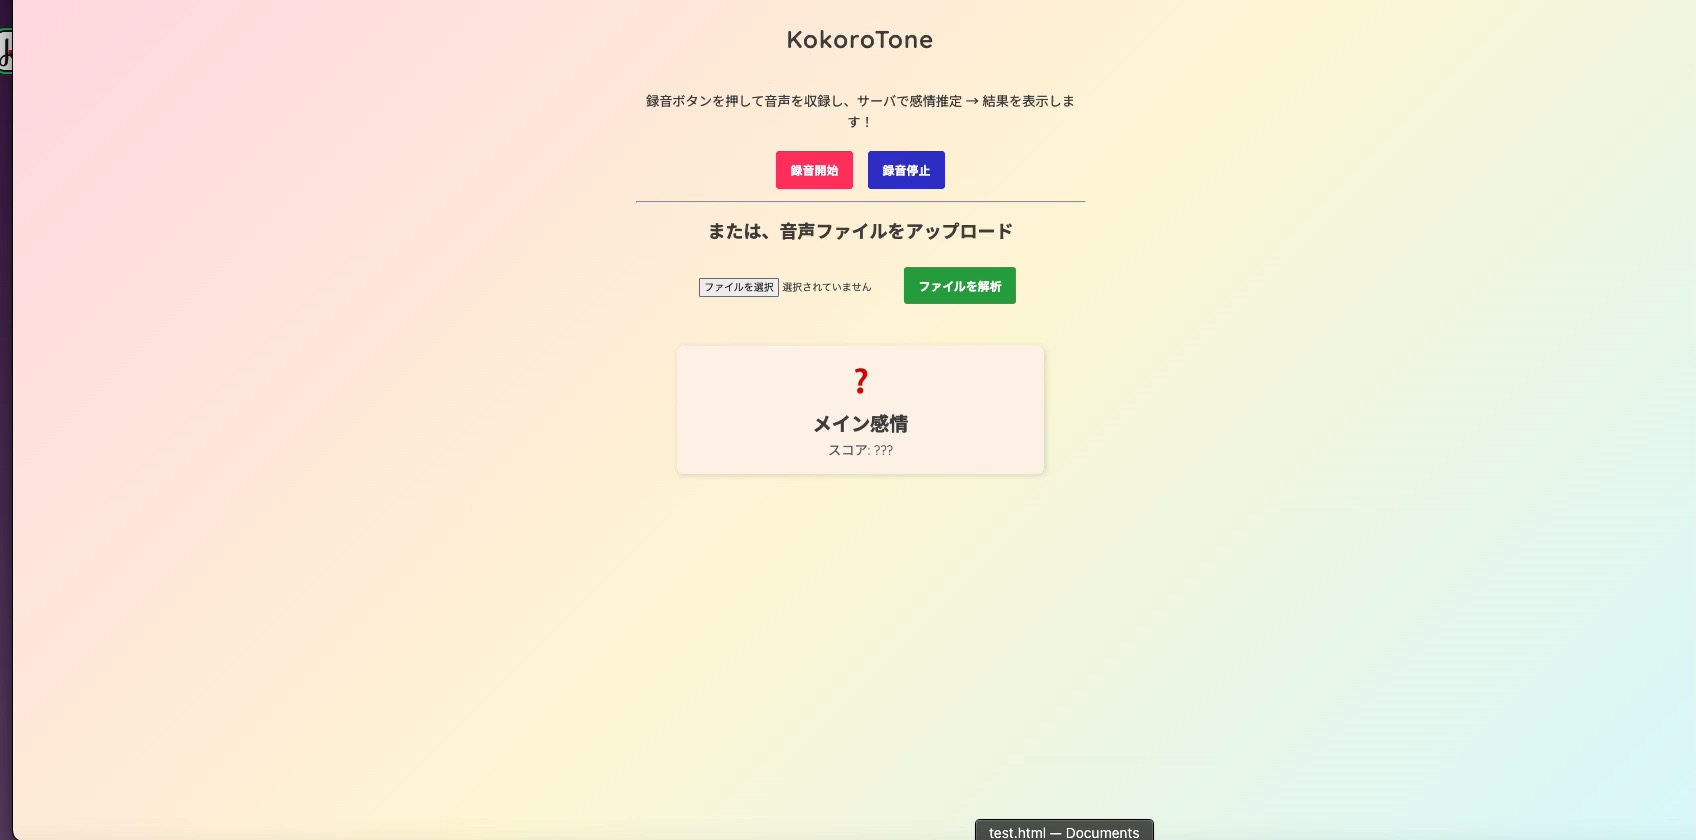 KokoroTone
録音ボタンを押して音声を収録し、サーバで感情推定 → 結果を表示しま
す！
録音開始 録音停止
または、音声ファイルをアップロード
ファイルを選択 選択されていません ファイルを解析
?
メイン感情
スコア: ???
test.html — Documents